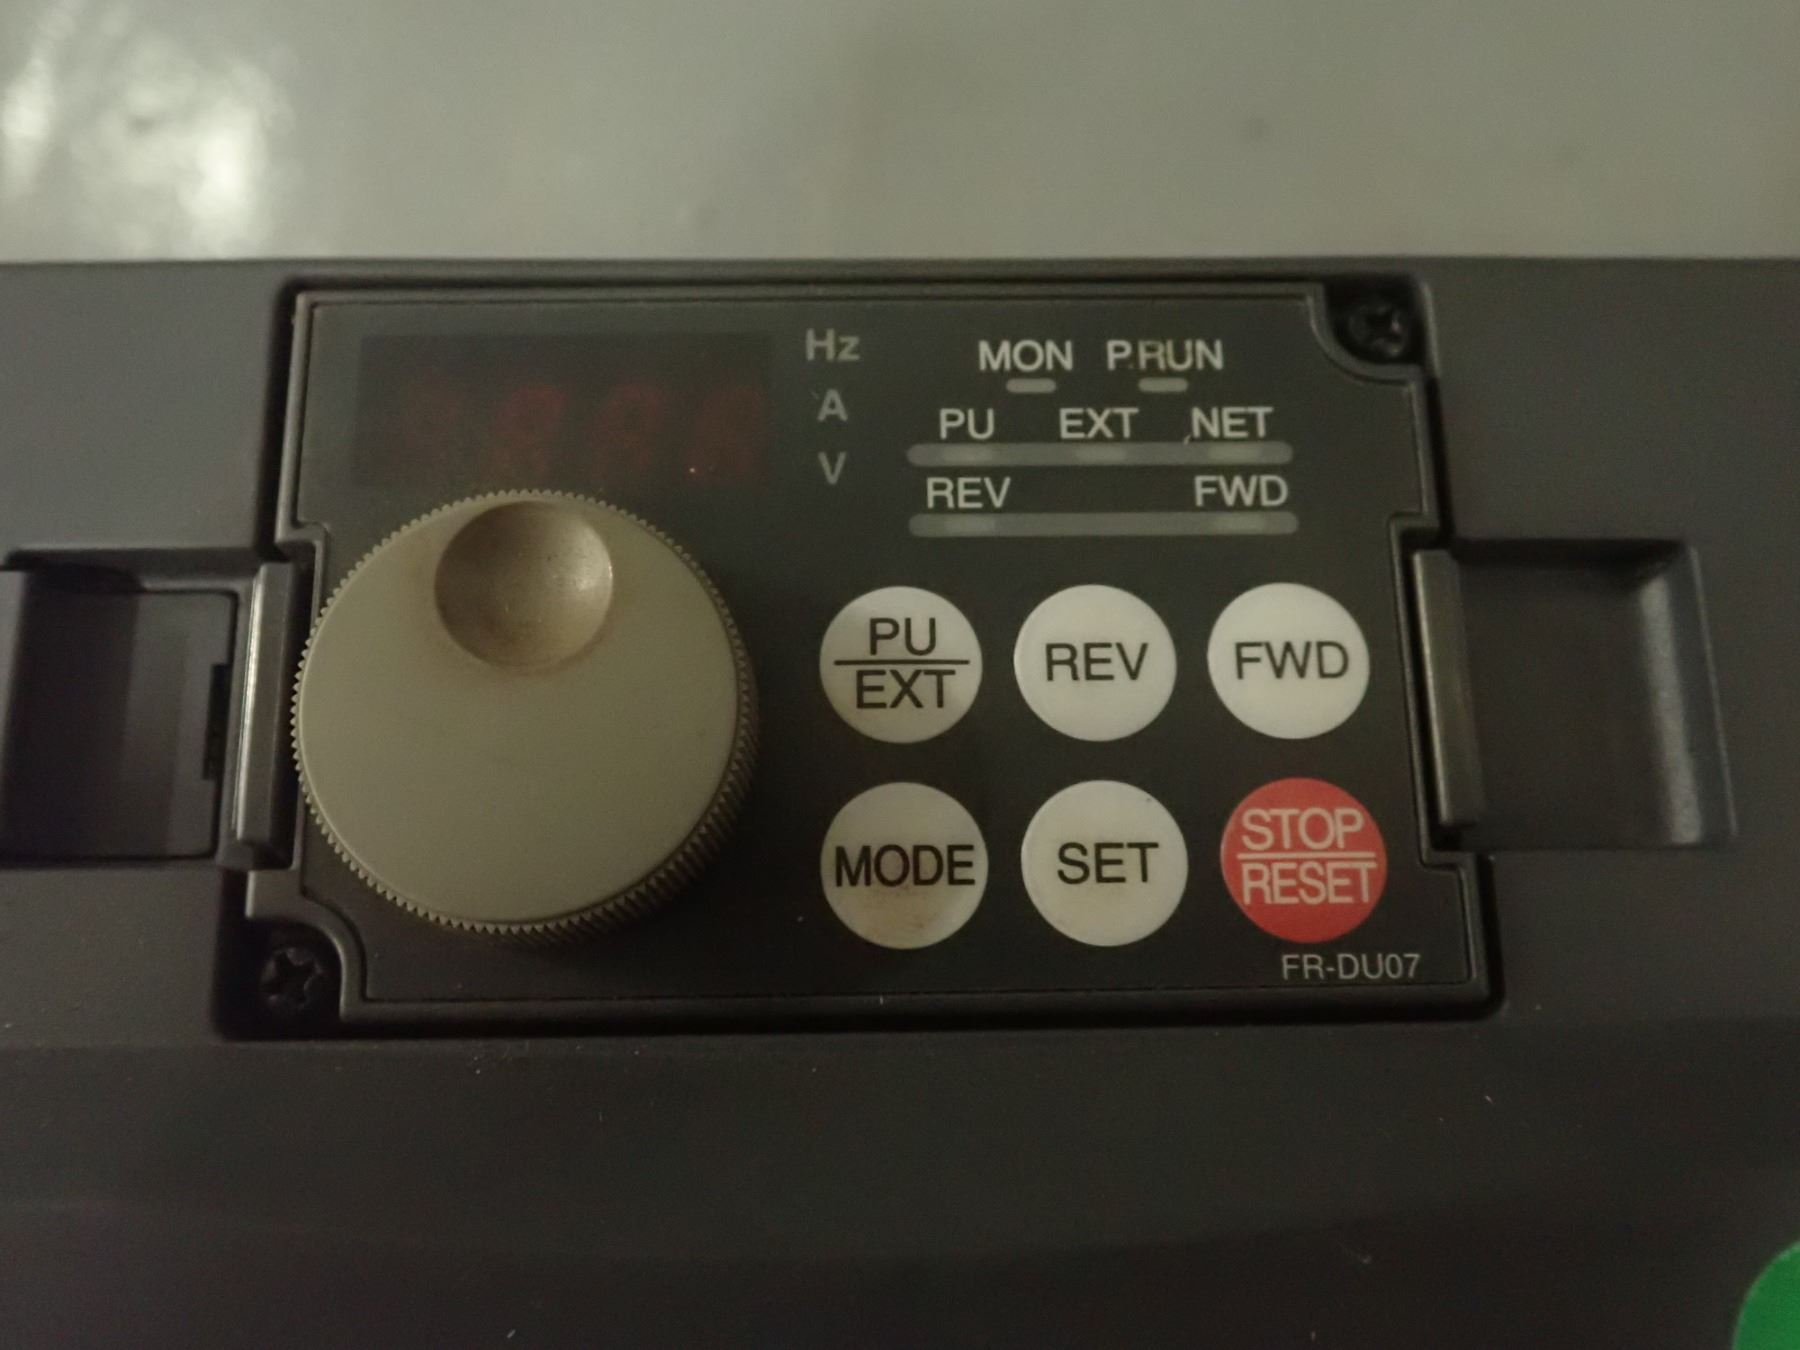 Hz
A
V
MON P.RUN
PU EXT NET
REV FWD
PU
EXT
REV
FWD
MODE
SET
STOP
RESET
FR-DU07